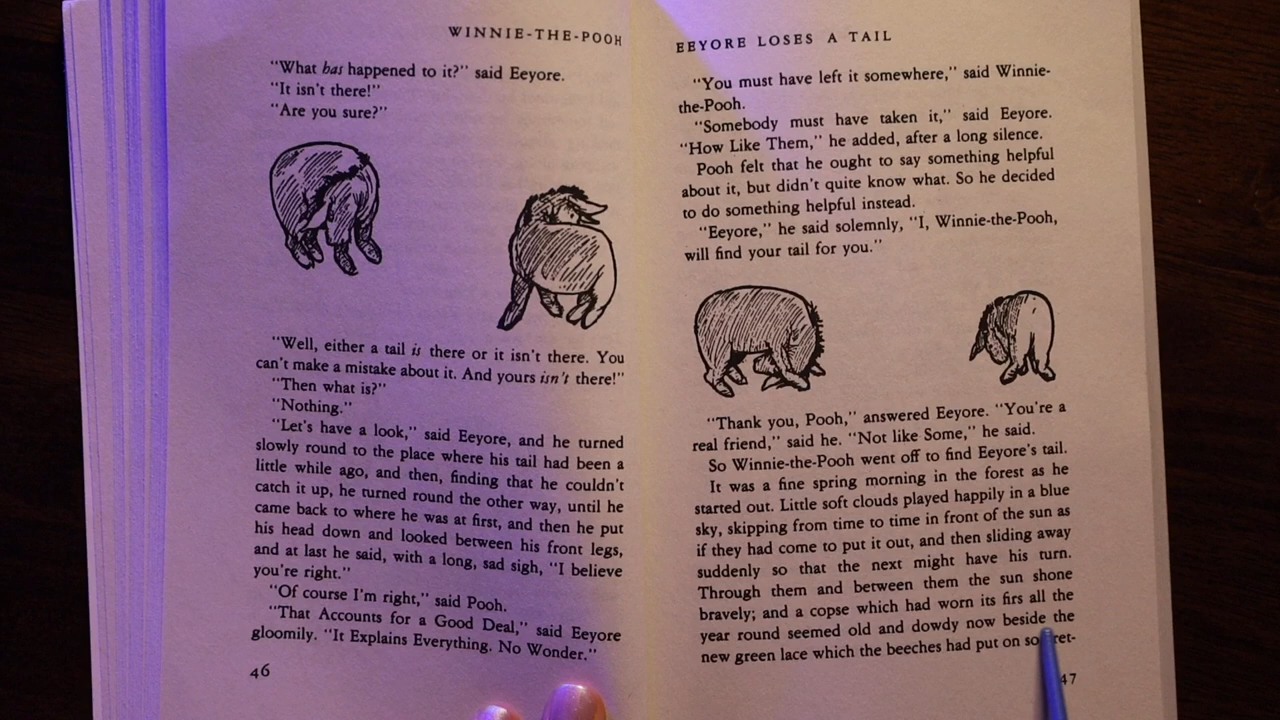 WINNIE-THE-POOH
"What has happened to it?" said Eeyore.
"It isn't there!"
"Are you sure?"
"Well, either a tail is there or it isn't there. You
can't make a mistake about it. And yours isn't there!"
"Then what is?"
"Nothing."
"Let's have a look," said Eeyore, and he turned
slowly round to the place where his tail had been a
little while ago, and then, finding that he couldn't
catch it up, he turned round the other way, until he
came back to where he was at first, and then he put
his head down and looked between his front legs,
and at last he said, with a long, sad sigh, "I believe
you're right."
"Of course I'm right," said Pooh.
"That Accounts for a Good Deal," said Eeyore
gloomily. "It Explains Everything. No Wonder."
46
EEYORE LOSES A TAIL
"You must have left it somewhere," said Winnie-
the-Pooh.
"Somebody must have taken it," said Eeyore.
"How Like Them," he added, after a long silence.
Pooh felt that he ought to say something helpful
about it, but didn't quite know what. So he decided
to do something helpful instead.
"Eeyore," he said solemnly, "I, Winnie-the-Pooh,
will find your tail for you."
"Thank you, Pooh," answered Eeyore. "You're a
real friend," said he. "Not like Some," he said.
So Winnie-the-Pooh went off to find Eeyore's tail.
It was a fine spring morning in the forest as he
started out. Little soft clouds played happily in a blue
sky, skipping from time to time in front of the sun as
if they had come to put it out, and then sliding away
suddenly so that the next might have his turn.
Through them and between them the sun shone
bravely; and a copse which had worn its firs all the
year round seemed old and dowdy now beside the
new green lace which the beeches had put on so
47